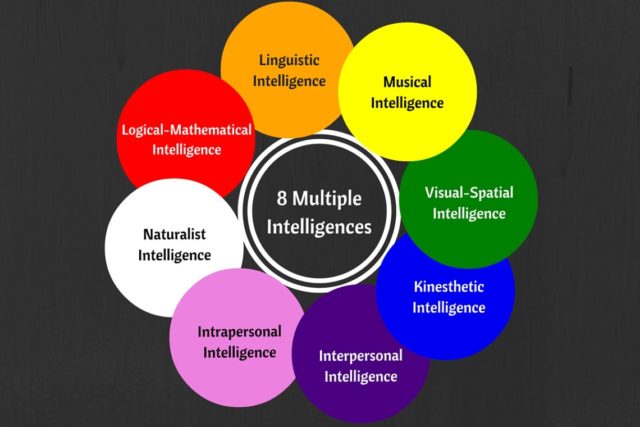 8 Multiple
Intelligences
Linguistic
Intelligence
Musical
Intelligence
Visual-Spatial
Intelligence
Kinesthetic
Intelligence
Interpersonal
Intelligence
Intrapersonal
Intelligence
Naturalist
Intelligence
Logical-Mathematical
Intelligence